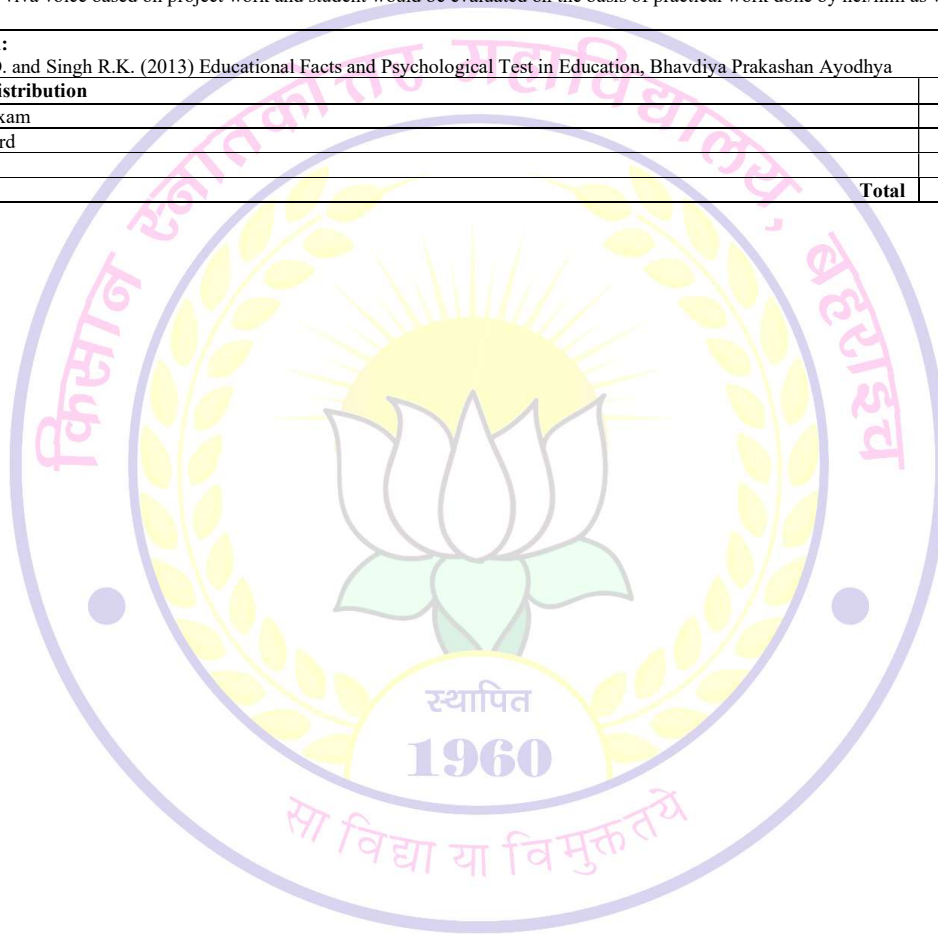 viva voice based on project work and student would be evaluated on the basis of practical work done by her/him as
:
. and Singh R.K. (2013) Educational Facts and Psychological Test in Education, Bhavdiya Prakashan Ayodhya
istribution
xam
rd
Total
किसान स्नातकोत्तर महाविद्यालय, बहराइच
स्थापित
1960
सा विद्या या विमुक्ततये